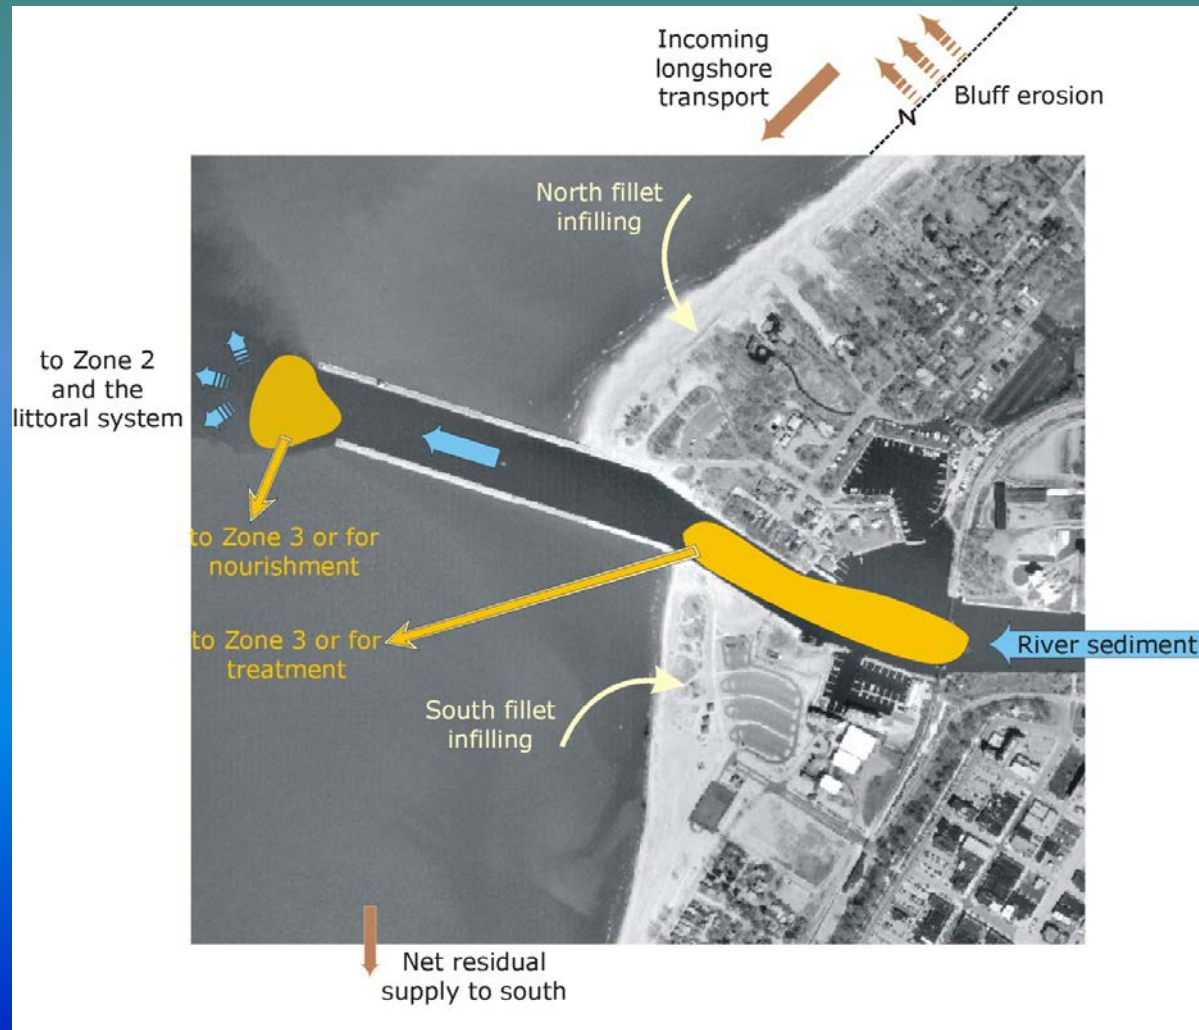 Incoming
longshore
transport
Bluff erosion
N
North fillet
infilling
to Zone 2
and the
littoral system
to Zone 3 or for
nourishment
to Zone 3 or for
treatment
River sediment
South fillet
infilling
Net residual
supply to south